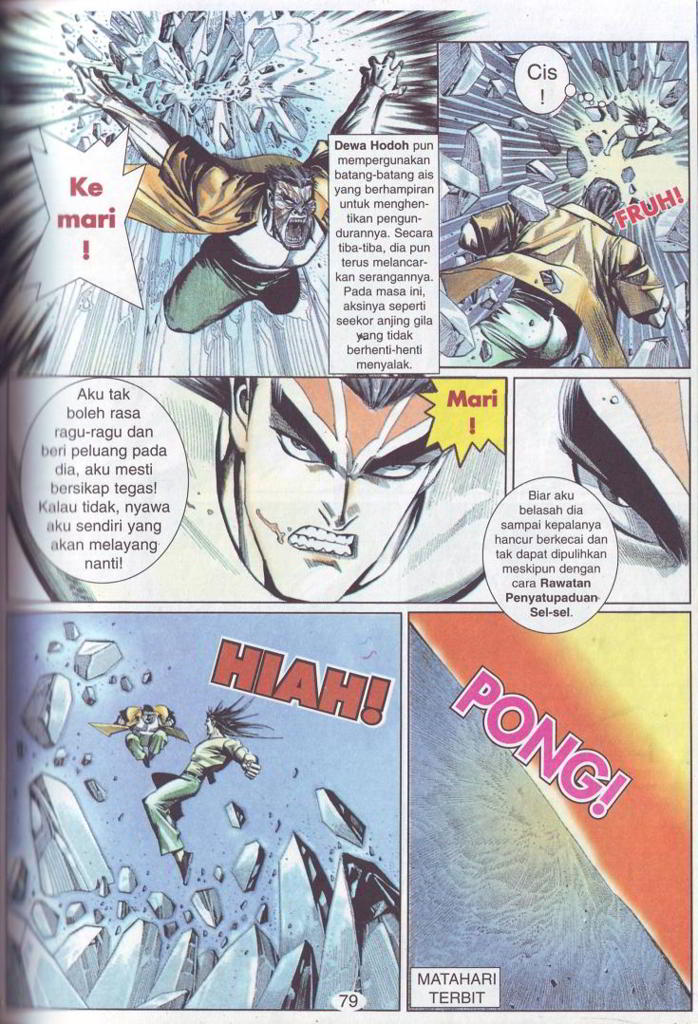 Ke
mari
!
Dewa Hodoh pun
mempergunakan
batang-batang ais
yang berhampiran
untuk menghen-
tikan pengun-
durannya. Secara
tiba-tiba, dia pun
terus melancar-
kan serangannya.
Pada masa ini,
aksinya seperti
seekor anjing gila
yang tidak
berhenti-henti
menyalak.
Cis
!
FRUH!
Aku tak
boleh rasa
ragu-ragu dan
beri peluang pada
dia, aku mesti
bersikap tegas!
Kalau tidak, nyawa
aku sendiri yang
akan melayang
nanti!
Mari
!
Biar aku
belasah dia
sampai kepalanya
hancur berkecai dan
tak dapat dipulihkan
meskipun dengan
cara Rawatan
Penyatupaduan
Sel-sel.
HIAH!
PONG!
MATAHARI
TERBIT
79